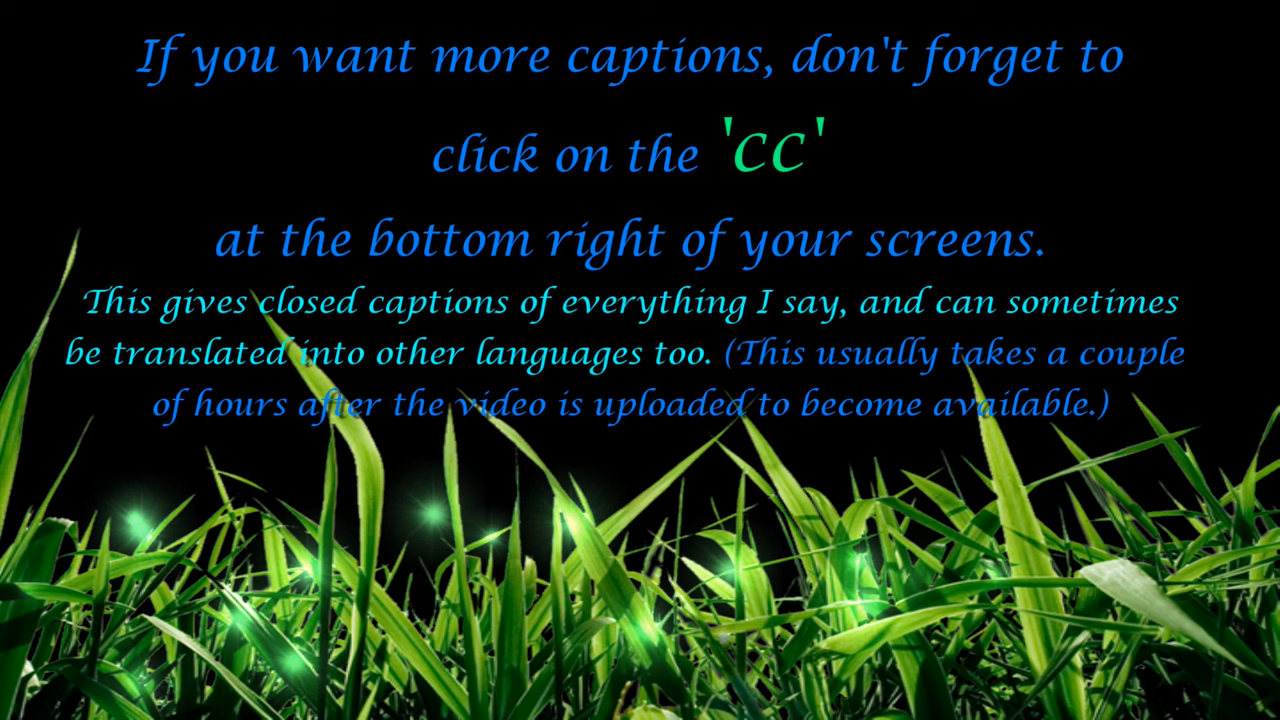 If you want more captions, don't forget to
click on the 'cc'
at the bottom right of your screens.
This gives closed captions of everything I say, and can sometimes
be translated into other languages too. (This usually takes a couple
of hours after the video is uploaded to become available.)